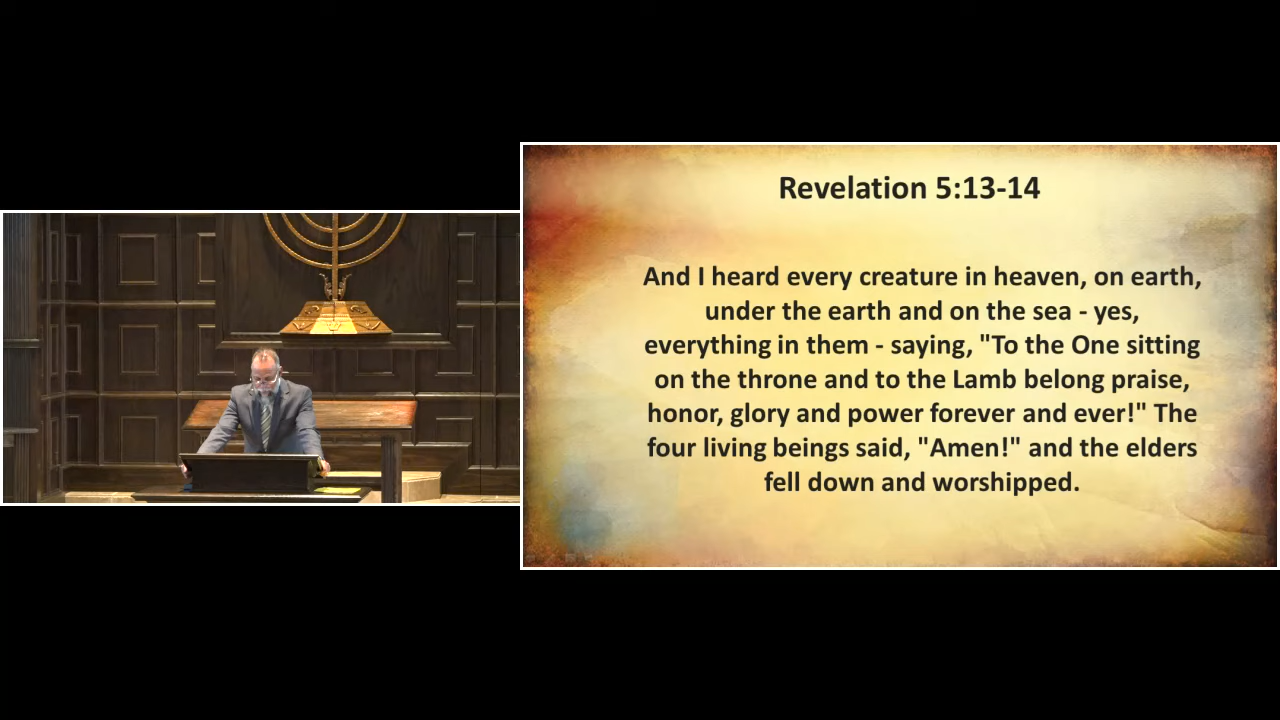 Revelation 5:13-14
And I heard every creature in heaven, on earth,
under the earth and on the sea - yes,
everything in them - saying, "To the One sitting
on the throne and to the Lamb belong praise,
honor, glory and power forever and ever!" The
four living beings said, "Amen!" and the elders
fell down and worshipped.